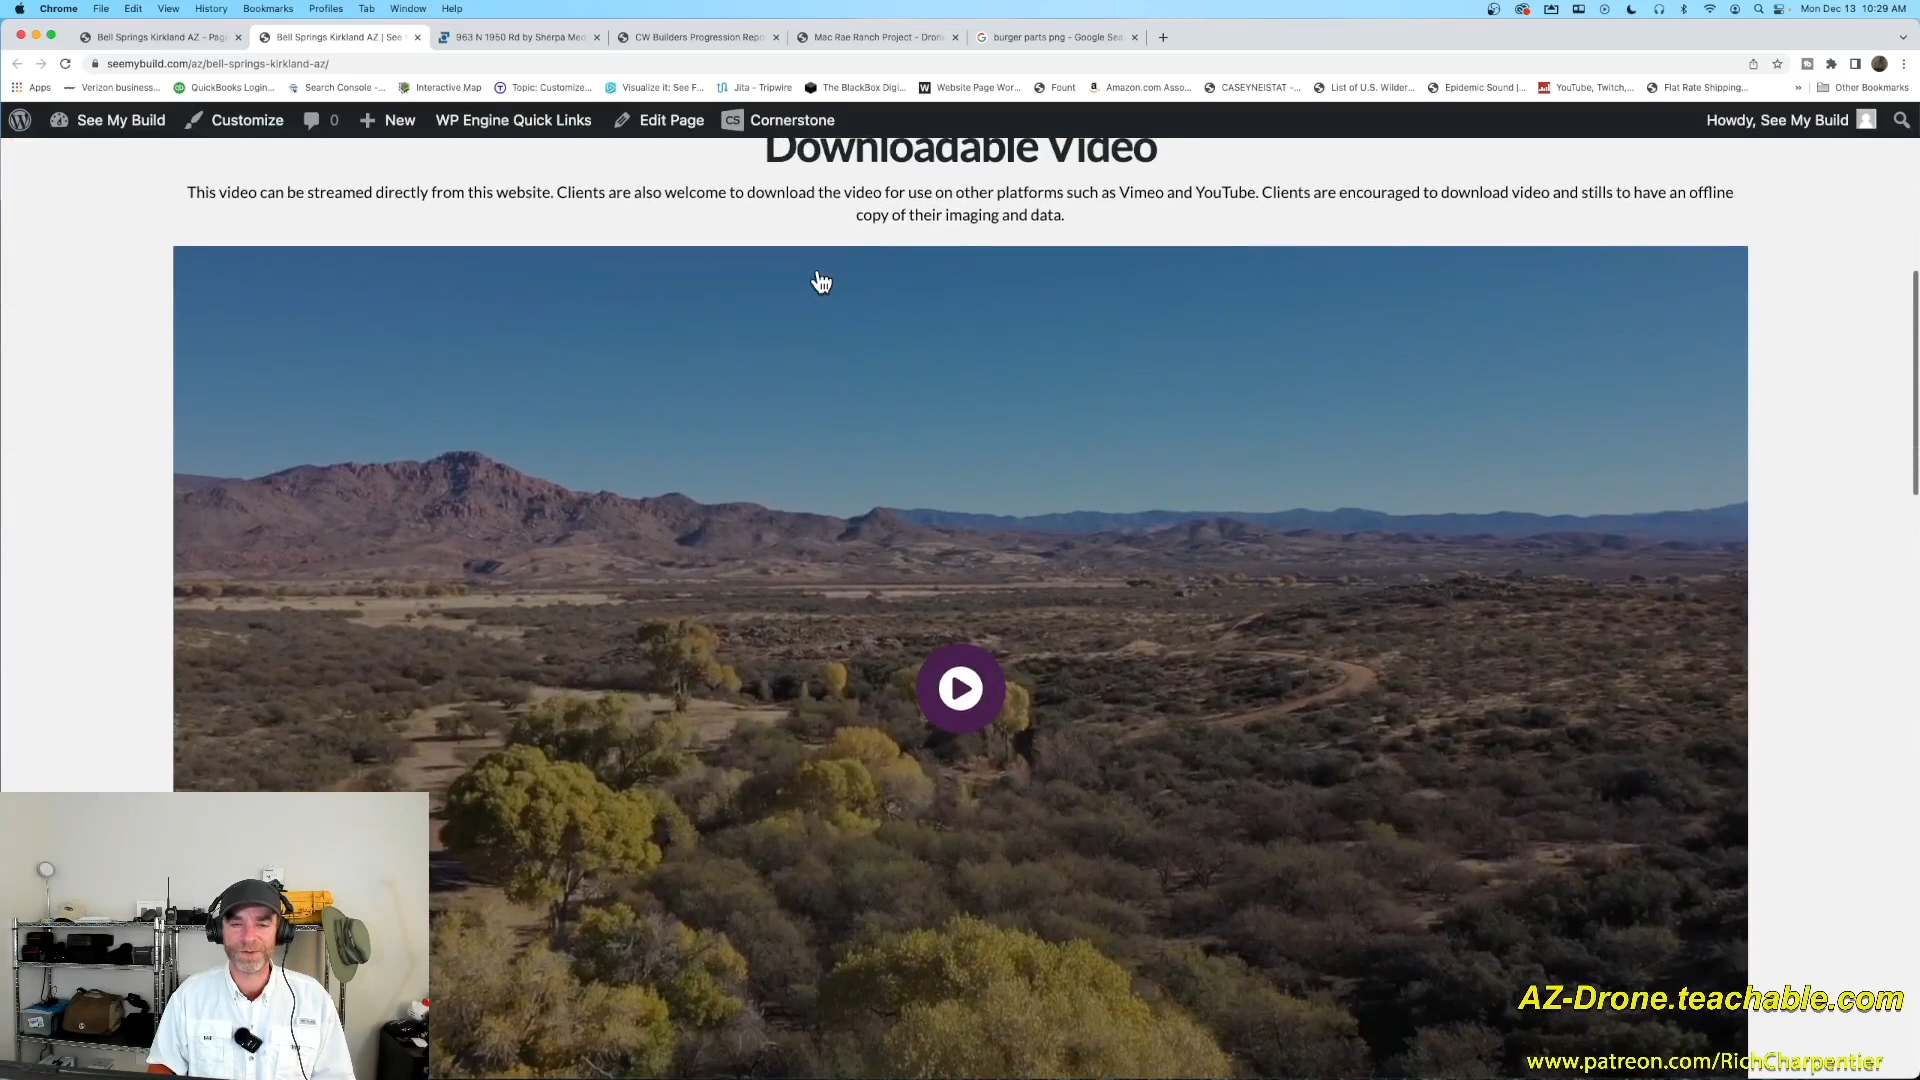 Chrome File Edit View History Bookmarks Profiles Tab Window Help Mon Dec 13 10:29 AM
Bell Springs Kirkland AZ - Pag Bell Springs Kirkland AZ | See M 963 N 1950 Rd by Sherpa Med CW Builders Progression Repo Mac Rae Ranch Project - Dron burger parts png - Google Sea
seemybuild.com/az/bell-springs-kirkland-az/
Apps Verizon business... QuickBooks Login... Search Console -... Interactive Map Topic: Customize... Visualize it: See F... Jita - Tripwire The BlackBox Digi... Website Page Wor... Fount Amazon.com Asso... CASEYNEISTAT -... List of U.S. Wilder... Epidemic Sound |... YouTube, Twitch,... Flat Rate Shipping... » Other Bookmarks
See My Build Customize 0 New WP Engine Quick Links Edit Page CS Cornerstone Howdy, See My Build
Downloadable Video
This video can be streamed directly from this website. Clients are also welcome to download the video for use on other platforms such as Vimeo and YouTube. Clients are encouraged to download video and stills to have an offline
copy of their imaging and data.
AZ-Drone.teachable.com
www.patreon.com/RichCharpentier